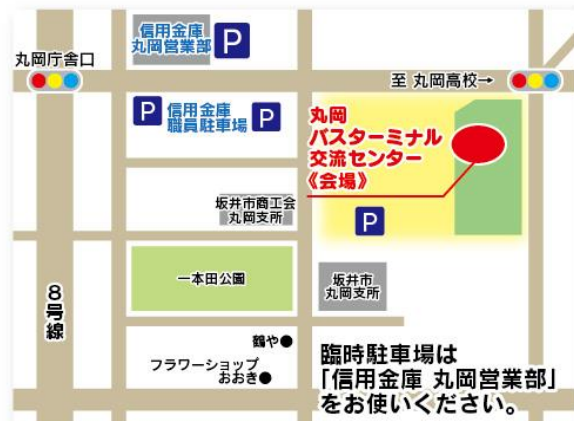 信用金庫
丸岡営業部
P
丸岡庁舎口
至 丸岡高校→
P
信用金庫
職員駐車場
P
丸岡
バスターミナル
交流センター
《会場》
坂井市商工会
丸岡支所
P
一本田公園
坂井市
丸岡支所
8号線
鶴や●
フラワーショップ
おおき●
臨時駐車場は
「信用金庫 丸岡営業部」
をお使いください。